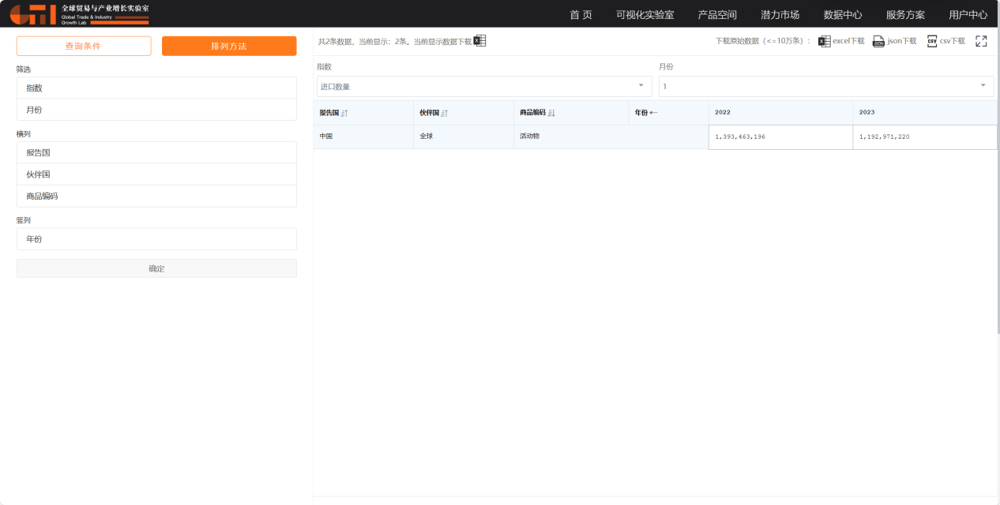 全球贸易与产业增长实验室
Global Trade & Industry
Growth Lab
首 页 可视化实验室 产品空间 潜力市场 数据中心 服务方案 用户中心
查询条件 排列方法
筛选
指数
月份
横列
报告国
伙伴国
商品编码
竖列
年份
确定
共2条数据，当前显示：2条。当前显示数据下载
下载原始数据（<=10万条）： excel下载 json下载 csv下载
指数 月份
进口数量 1
报告国 伙伴国 商品编码 年份 2022 2023
中国 全球 活动物 1,393,463,196 1,192,971,220